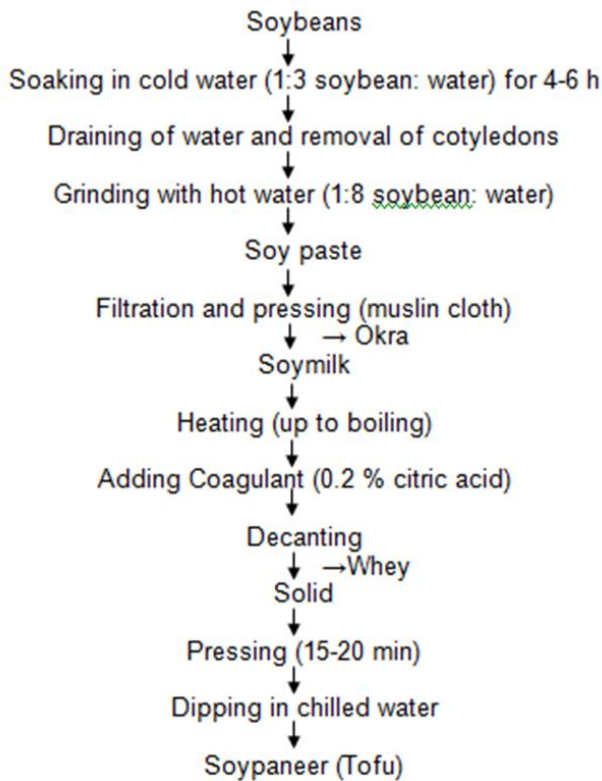 Soybeans
Soaking in cold water (1:3 soybean: water) for 4-6 h
Draining of water and removal of cotyledons
Grinding with hot water (1:8 soybean: water)
Soy paste
Filtration and pressing (muslin cloth)
→ Okra
Soymilk
Heating (up to boiling)
Adding Coagulant (0.2 % citric acid)
Decanting
→Whey
Solid
Pressing (15-20 min)
Dipping in chilled water
Soypaneer (Tofu)